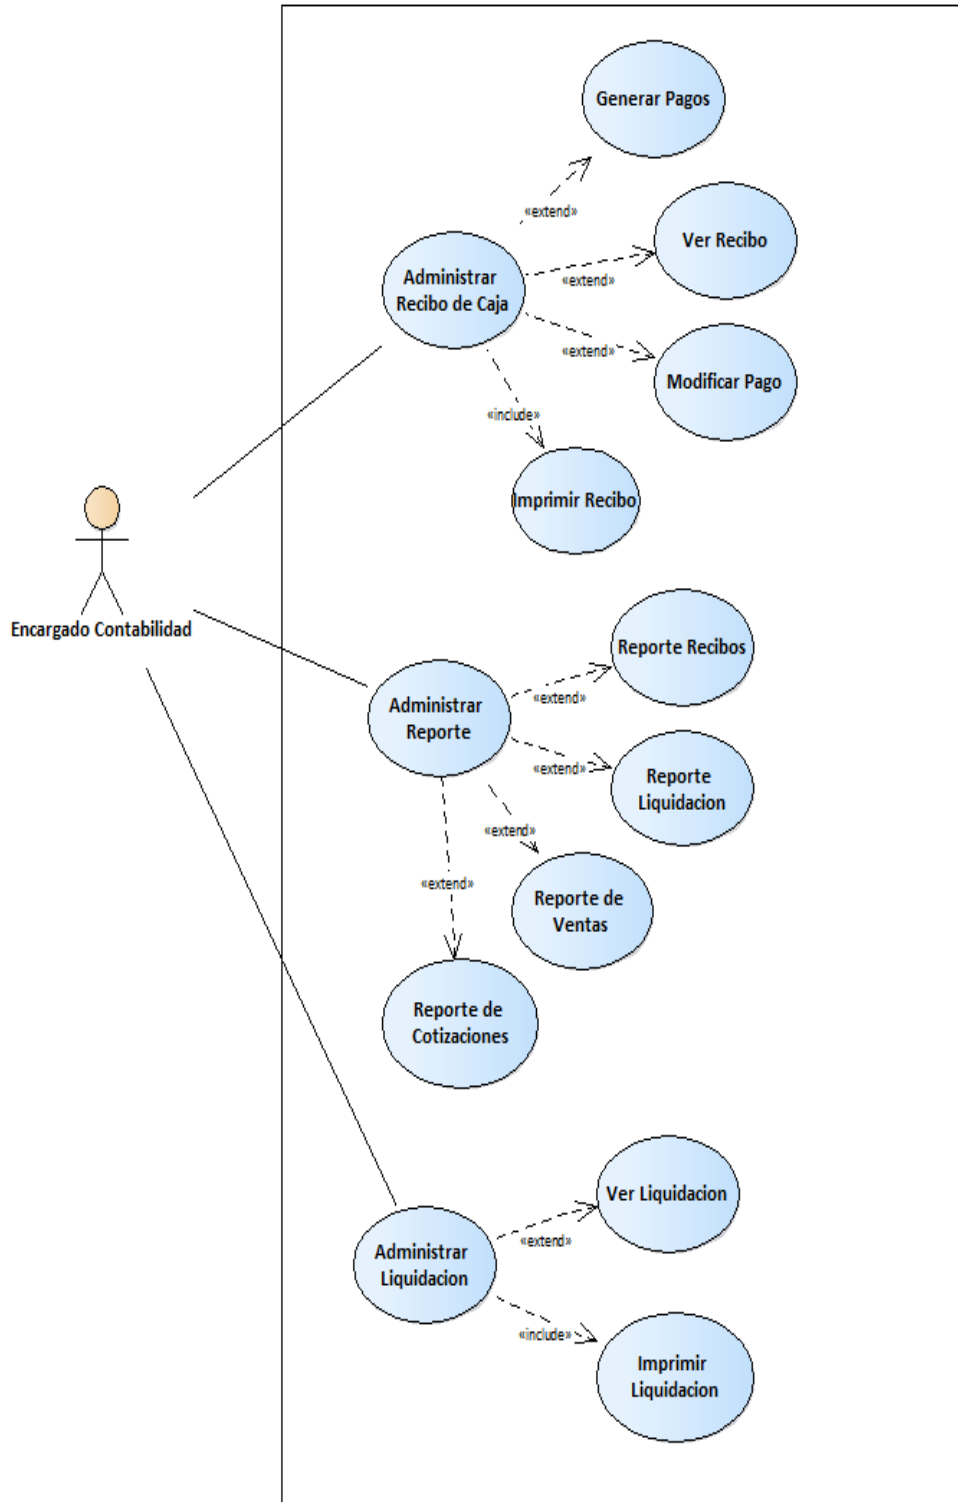 Generar Pagos
«extend»
Ver Recibo
Administrar
Recibo de Caja
«extend»
«extend»
Modificar Pago
«include»
Imprimir Recibo
Encargado Contabilidad
Reporte Recibos
Administrar
Reporte
«extend»
«extend»
Reporte
Liquidacion
«extend»
«extend»
Reporte de
Ventas
Reporte de
Cotizaciones
Ver Liquidacion
Administrar
Liquidacion
«extend»
«include»
Imprimir
Liquidacion